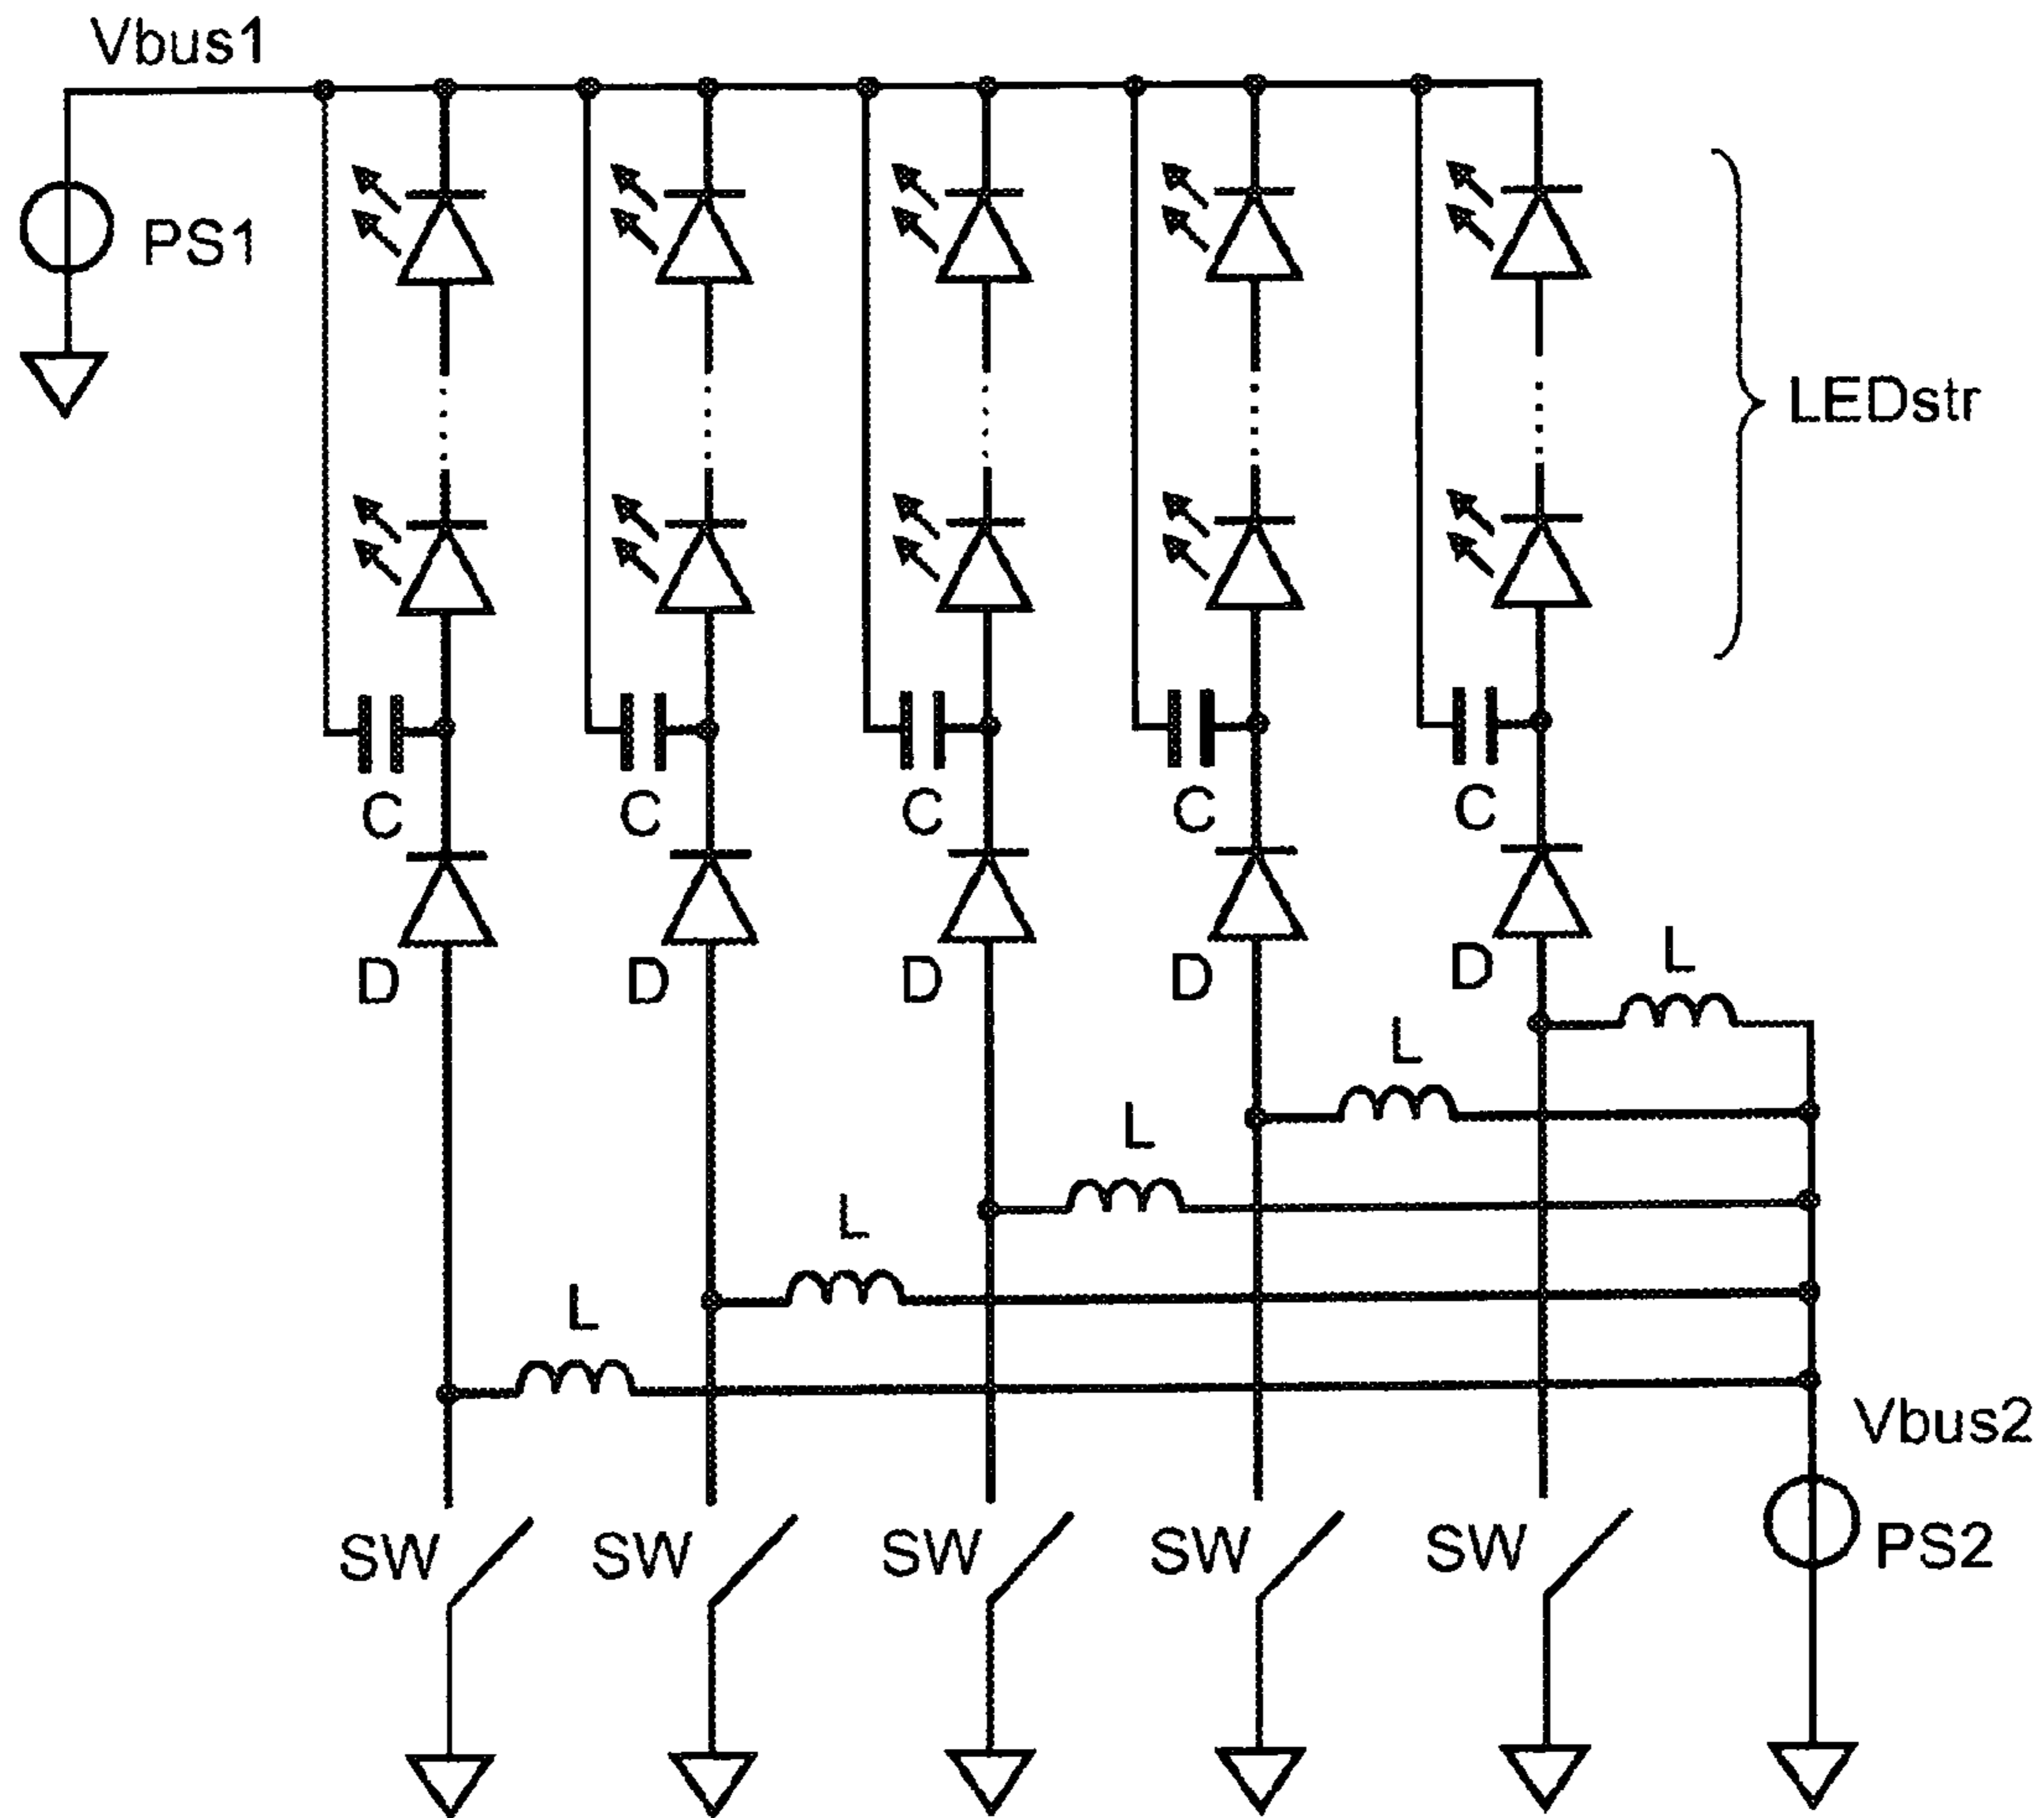 Vbus1
PS1
LEDstr
C C C C C
D D D D D L
L
L
L
L
Vbus2
SW SW SW SW SW PS2